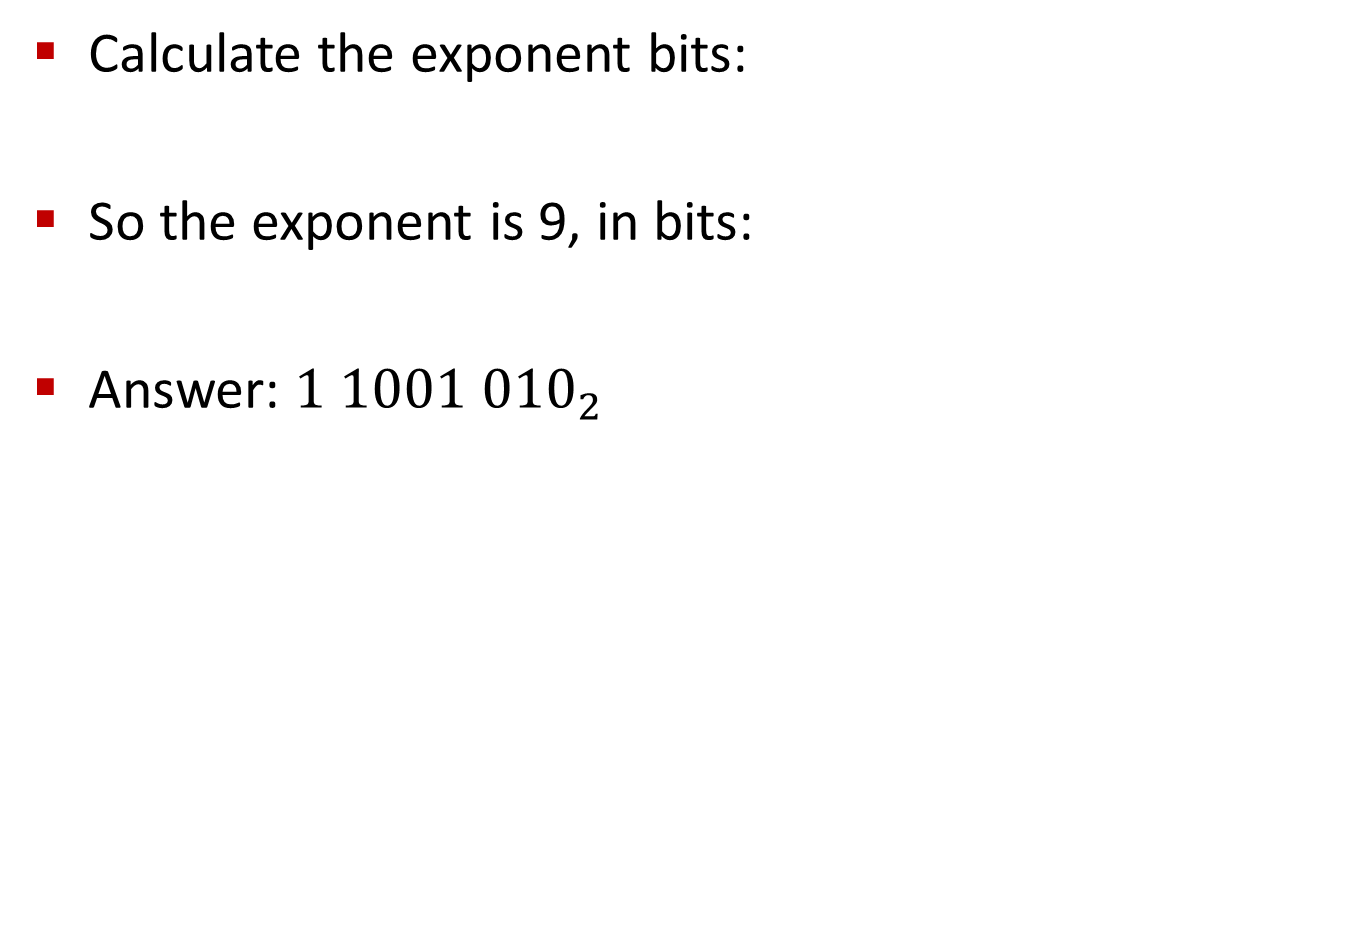 ▪ Calculate the exponent bits:
▪ So the exponent is 9, in bits:
▪ Answer: 1 1001 010₂